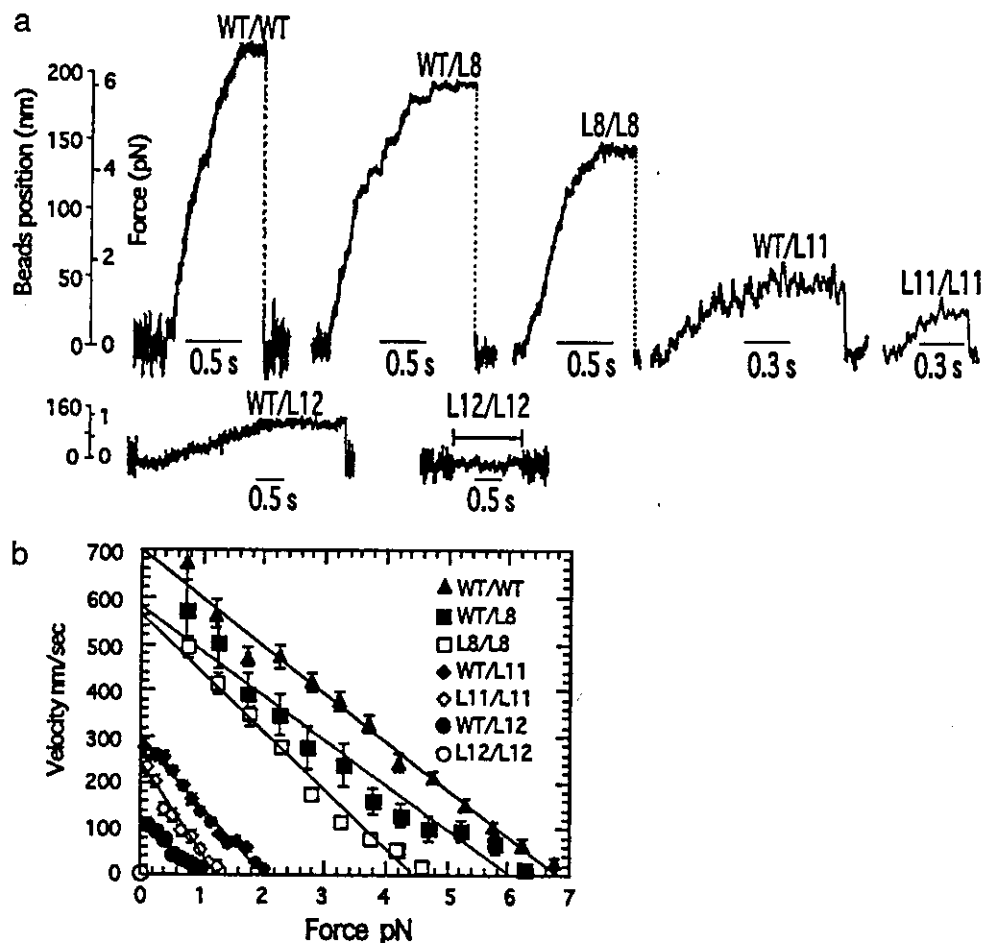 a
WT/WT
WT/L8
L8/L8
WT/L11
L11/L11
Beads position (nm)
200
150
100
50
0
Force (pN)
6
4
2
0
0.5 s
0.5 s
0.5 s
0.3 s
0.3 s
WT/L12
L12/L12
160
0
1
0
0.5 s
0.5 s
b
Velocity nm/sec
700
600
500
400
300
200
100
0
WT/WT
WT/L8
L8/L8
WT/L11
L11/L11
WT/L12
L12/L12
0 1 2 3 4 5 6 7
Force pN